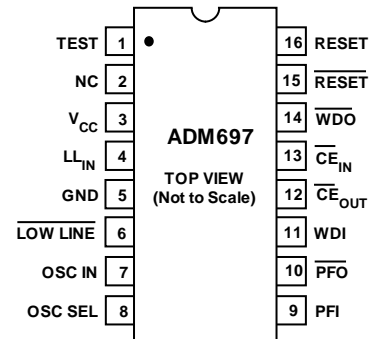 TEST 1 16 RESET
NC 2 15 RESET
VCC 3 14 WDO
ADM697
LLIN 4 13 CEIN
TOP VIEW
GND 5 (Not to Scale) 12 CEOUT
LOW LINE 6 11 WDI
OSC IN 7 10 PFO
OSC SEL 8 9 PFI